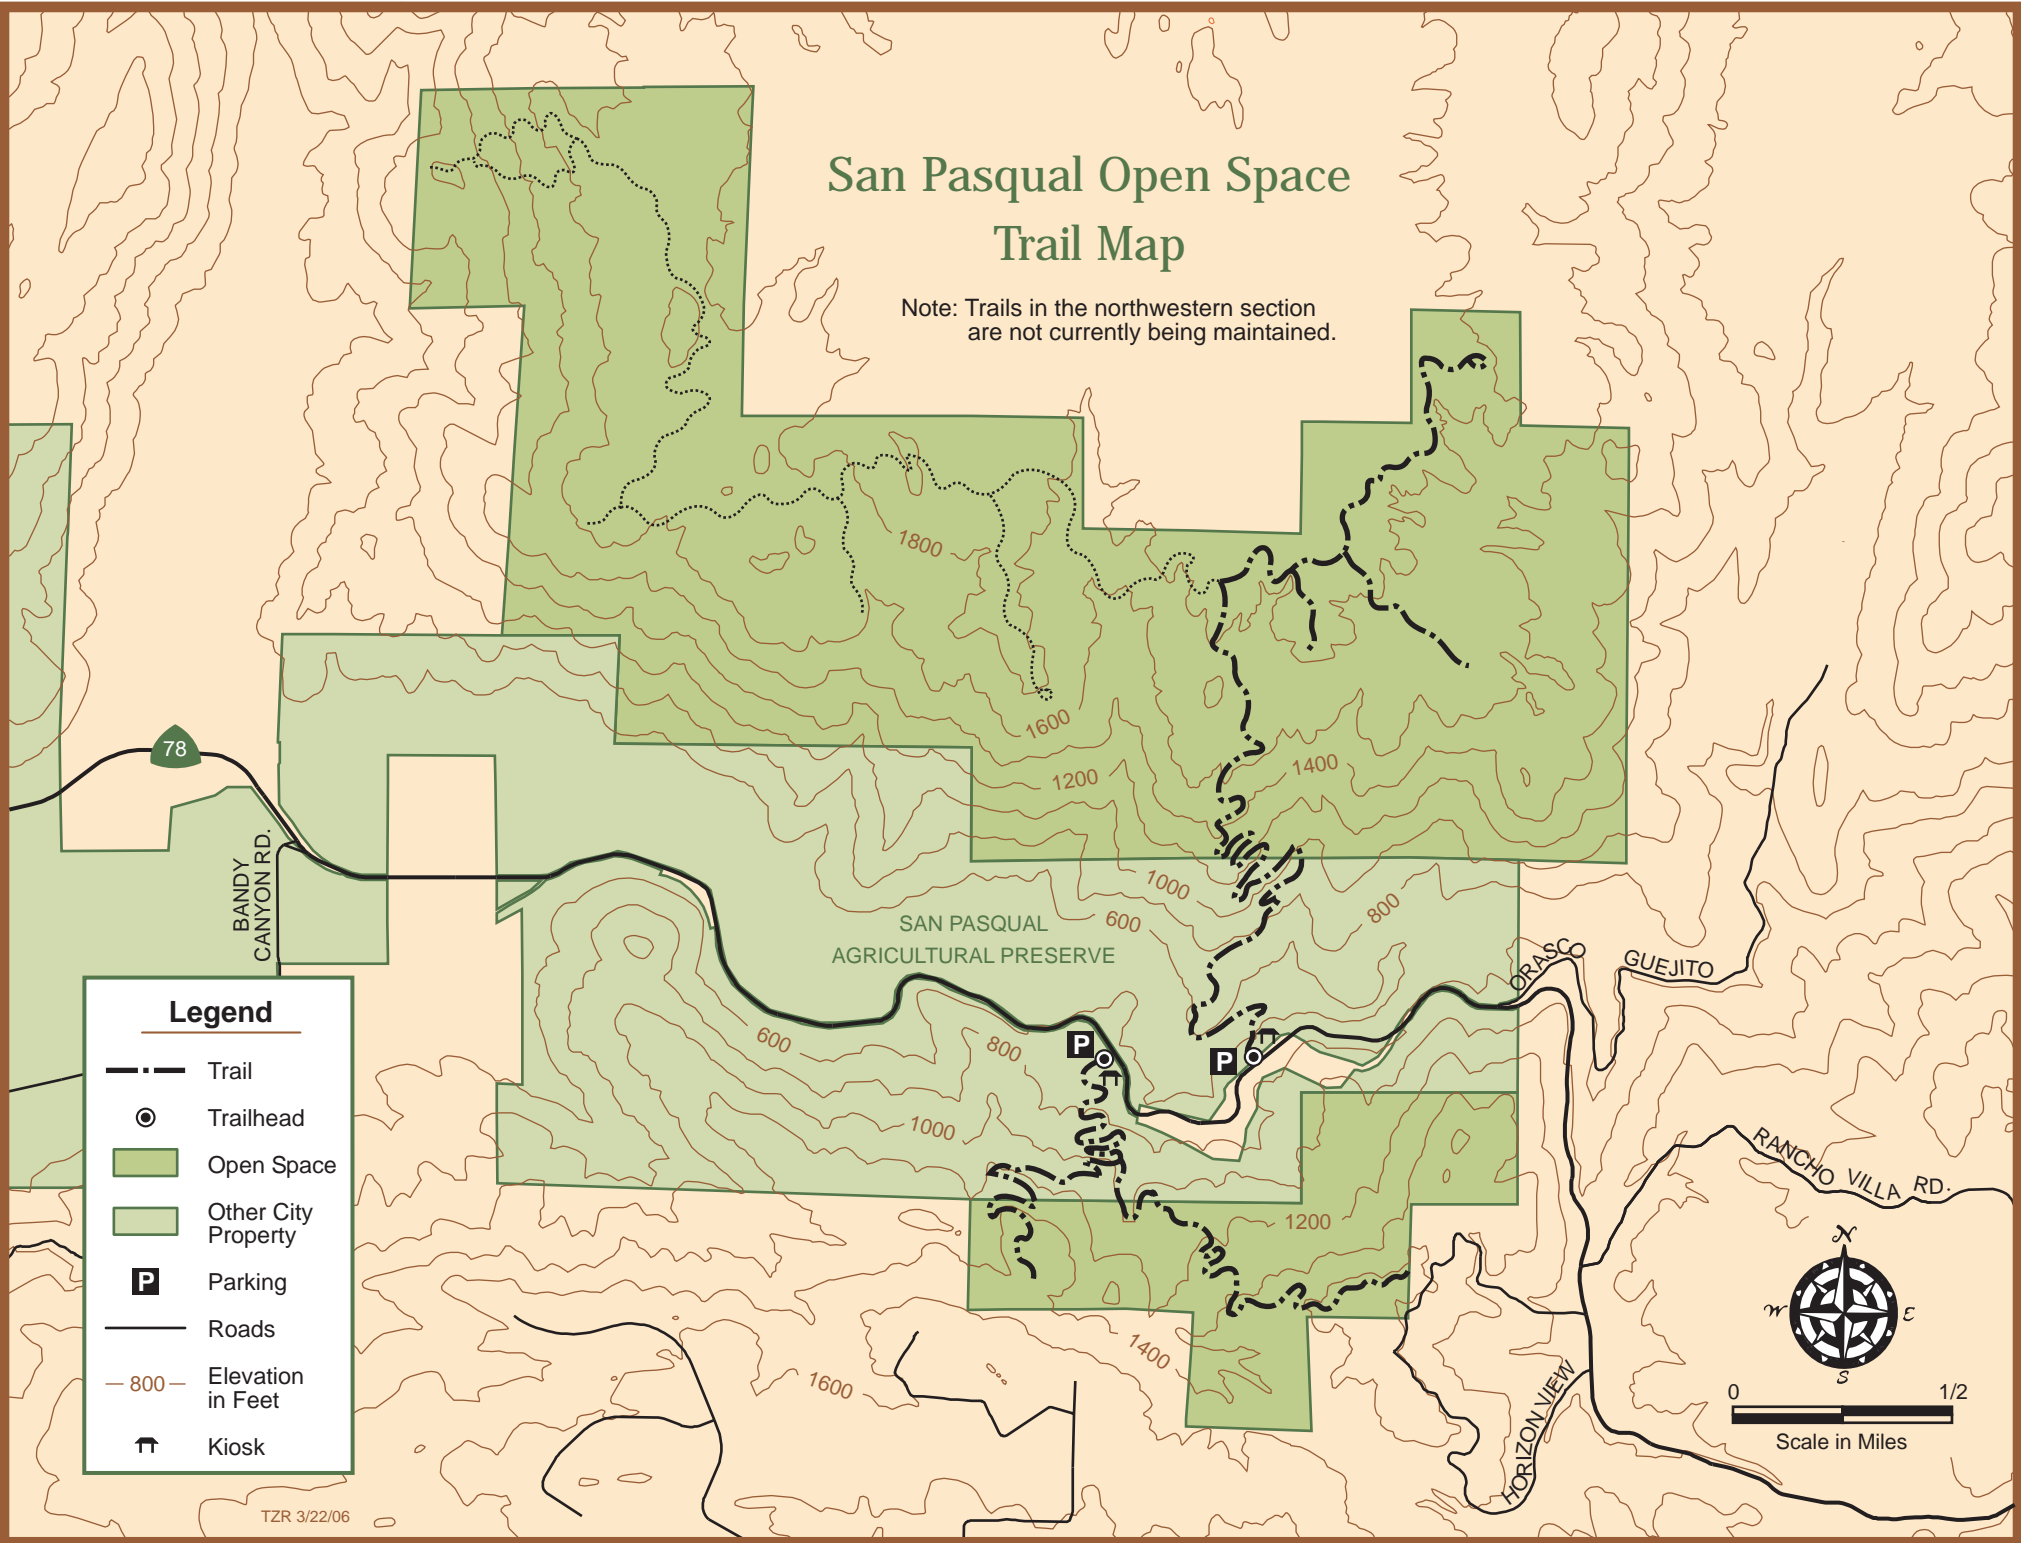 San Pasqual Open Space
Trail Map
Note: Trails in the northwestern section
are not currently being maintained.
1800
1600
1200
1400
78
BANDY
CANYON RD.
1000
600
800
SAN PASQUAL
AGRICULTURAL PRESERVE
ORASCO
GUEJITO
600
800
P
P
1000
RANCHO VILLA RD.
1200
1400
1600
HORIZON VIEW
Legend
Trail
Trailhead
Open Space
Other City
Property
P Parking
Roads
800 Elevation
in Feet
Kiosk
N
W
E
S
0 1/2
Scale in Miles
TZR 3/22/06